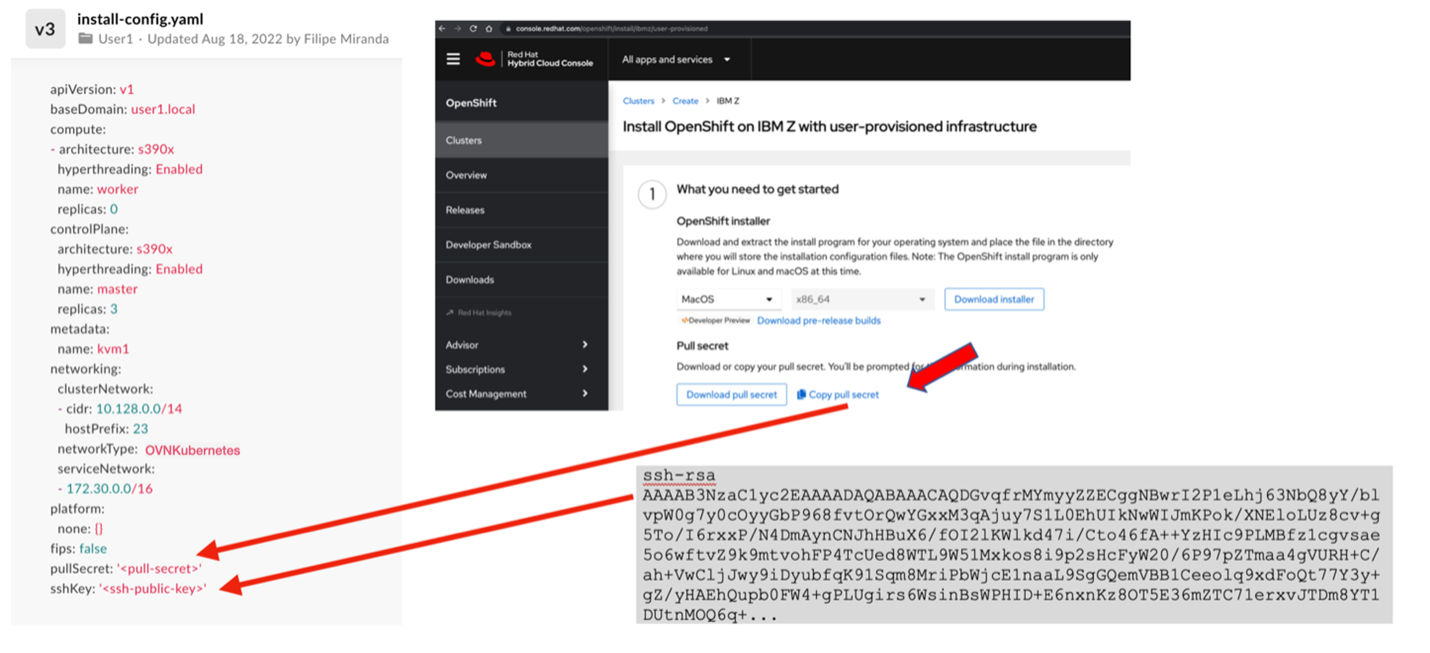 v3
install-config.yaml
User1 · Updated Aug 18, 2022 by Filipe Miranda
apiVersion: v1
baseDomain: user1.local
compute:
- architecture: s390x
hyperthreading: Enabled
name: worker
replicas: 0
controlPlane:
architecture: s390x
hyperthreading: Enabled
name: master
replicas: 3
metadata:
name: kvm1
networking:
clusterNetwork:
- cidr: 10.128.0.0/14
hostPrefix: 23
networkType: OVNKubernetes
serviceNetwork:
- 172.30.0.0/16
platform:
none: {}
fips: false
pullSecret: '<pull-secret>'
sshKey: '<ssh-public-key>'
console.redhat.com/openshift/install/ibmz/user-provisioned
Red Hat
Hybrid Cloud Console
All apps and services
OpenShift
Clusters
Overview
Releases
Developer Sandbox
Downloads
Red Hat Insights
Advisor
Subscriptions
Cost Management
Clusters > Create > IBM Z
Install OpenShift on IBM Z with user-provisioned infrastructure
1
What you need to get started
OpenShift installer
Download and extract the install program for your operating system and place the file in the directory
where you will store the installation configuration files. Note: The OpenShift install program is only
available for Linux and macOS at this time.
MacOS x86_64 Download installer
Developer Preview Download pre-release builds
Pull secret
Download or copy your pull secret. You'll be prompted for information during installation.
Download pull secret Copy pull secret
ssh-rsa
AAAAB3NzaC1yc2EAAAADAQABAAACAQDGvqfrMYmyyZZECggNBwrI2P1eLhj63NbQ8yY/bl
vpW0g7y0cOyyGbP968fvtOrQwYGxxM3qAjuy7S1L0EhUIkNwWIJmKPok/XNEloLUz8cv+g
5To/I6rxxP/N4DmAynCNJhHBuX6/fOI2lKWlkd47i/Cto46fA++YzHIc9PLMBfz1cgvsae
5o6wftvZ9k9mtvohFP4TcUed8WTL9W51Mxkos8i9p2sHcFyW20/6P97pZTmaa4gVURH+C/
ah+VwCljJwy9iDyubfqK91Sqm8MriPbWjcE1naaL9SgGQemVBB1Ceeolq9xdFoQt77Y3y+
gZ/yHAEhQupb0FW4+gPLUgirs6WsinBsWPHID+E6nxnKz8OT5E36mZTC71erxvJTDm8YT1
DUtnMOQ6q+...